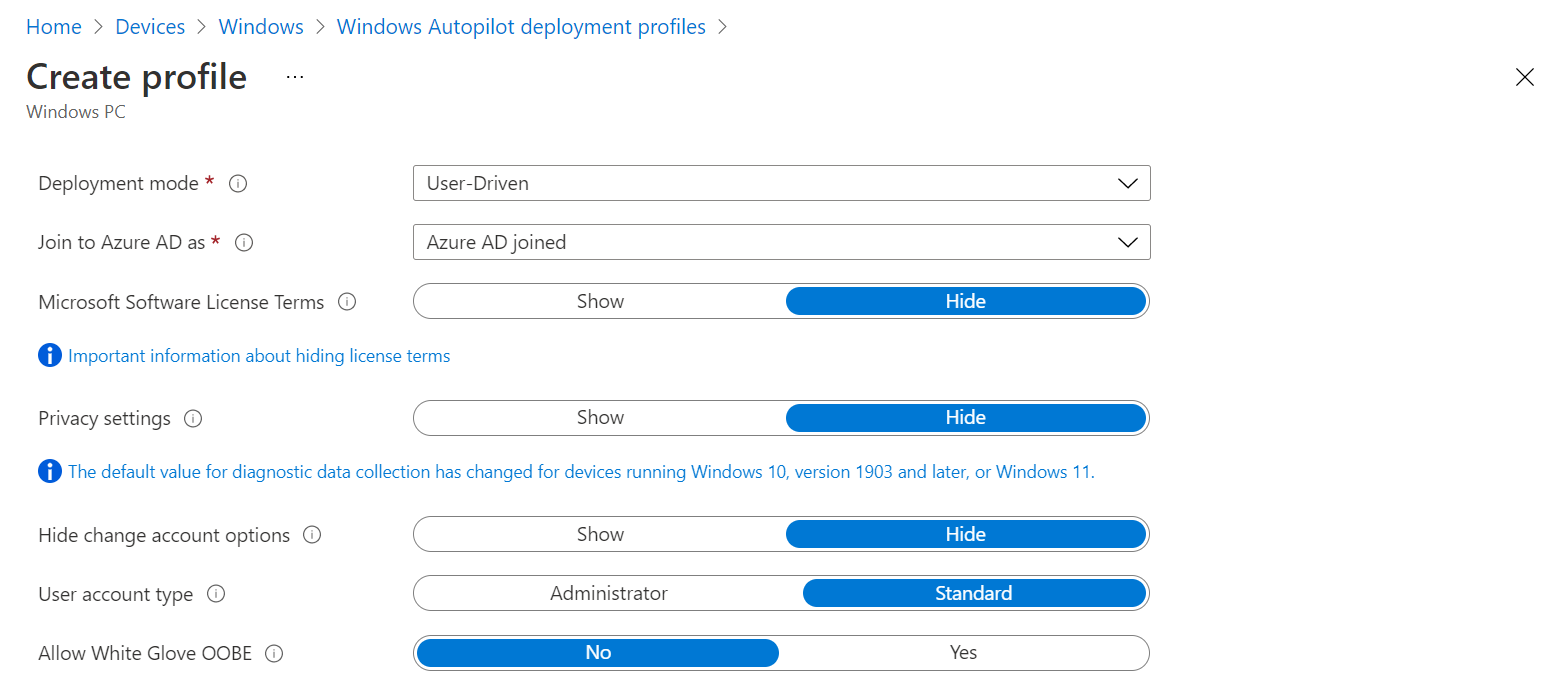 Home > Devices > Windows > Windows Autopilot deployment profiles >
Create profile ...
Windows PC
Deployment mode * User-Driven
Join to Azure AD as * Azure AD joined
Microsoft Software License Terms Show Hide
Important information about hiding license terms
Privacy settings Show Hide
The default value for diagnostic data collection has changed for devices running Windows 10, version 1903 and later, or Windows 11.
Hide change account options Show Hide
User account type Administrator Standard
Allow White Glove OOBE No Yes